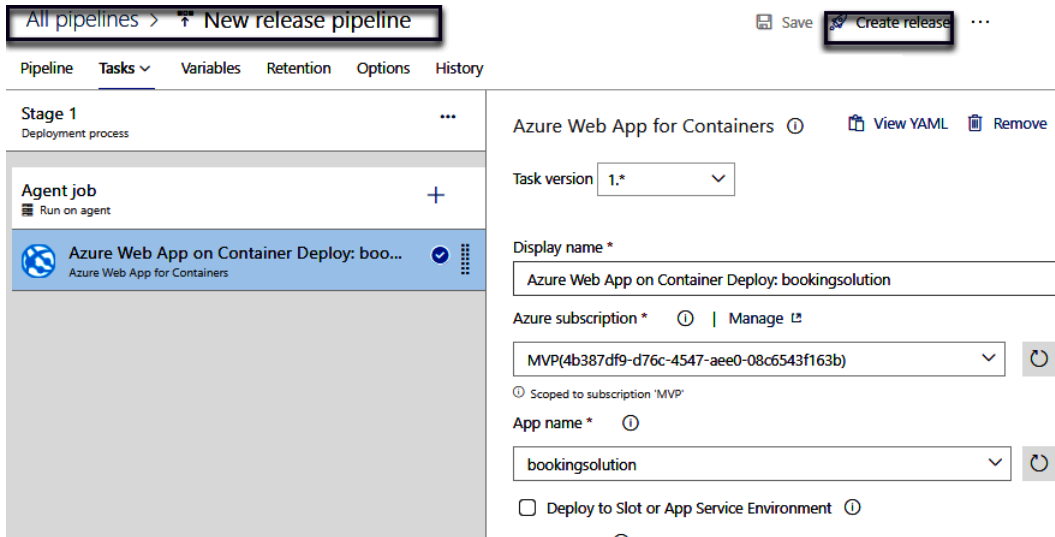 All pipelines > New release pipeline
Save
Create release
...
Pipeline Tasks Variables Retention Options History
Stage 1
Deployment process
...
Agent job
Run on agent
+
Azure Web App on Container Deploy: boo...
Azure Web App for Containers
Azure Web App for Containers
View YAML
Remove
Task version 1.*
Display name *
Azure Web App on Container Deploy: bookingsolution
Azure subscription * | Manage
MVP(4b387df9-d76c-4547-aee0-08c6543f163b)
Scoped to subscription 'MVP'
App name *
bookingsolution
Deploy to Slot or App Service Environment